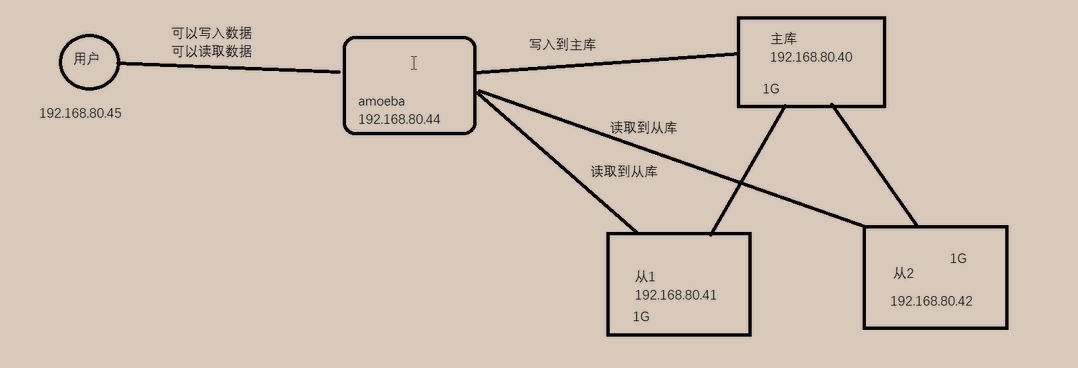 可以写入数据
可以读取数据
用户
192.168.80.45
amoeba
192.168.80.44
写入到主库
主库
192.168.80.40
1G
读取到从库
读取到从库
从1
192.168.80.41
1G
1G
从2
192.168.80.42